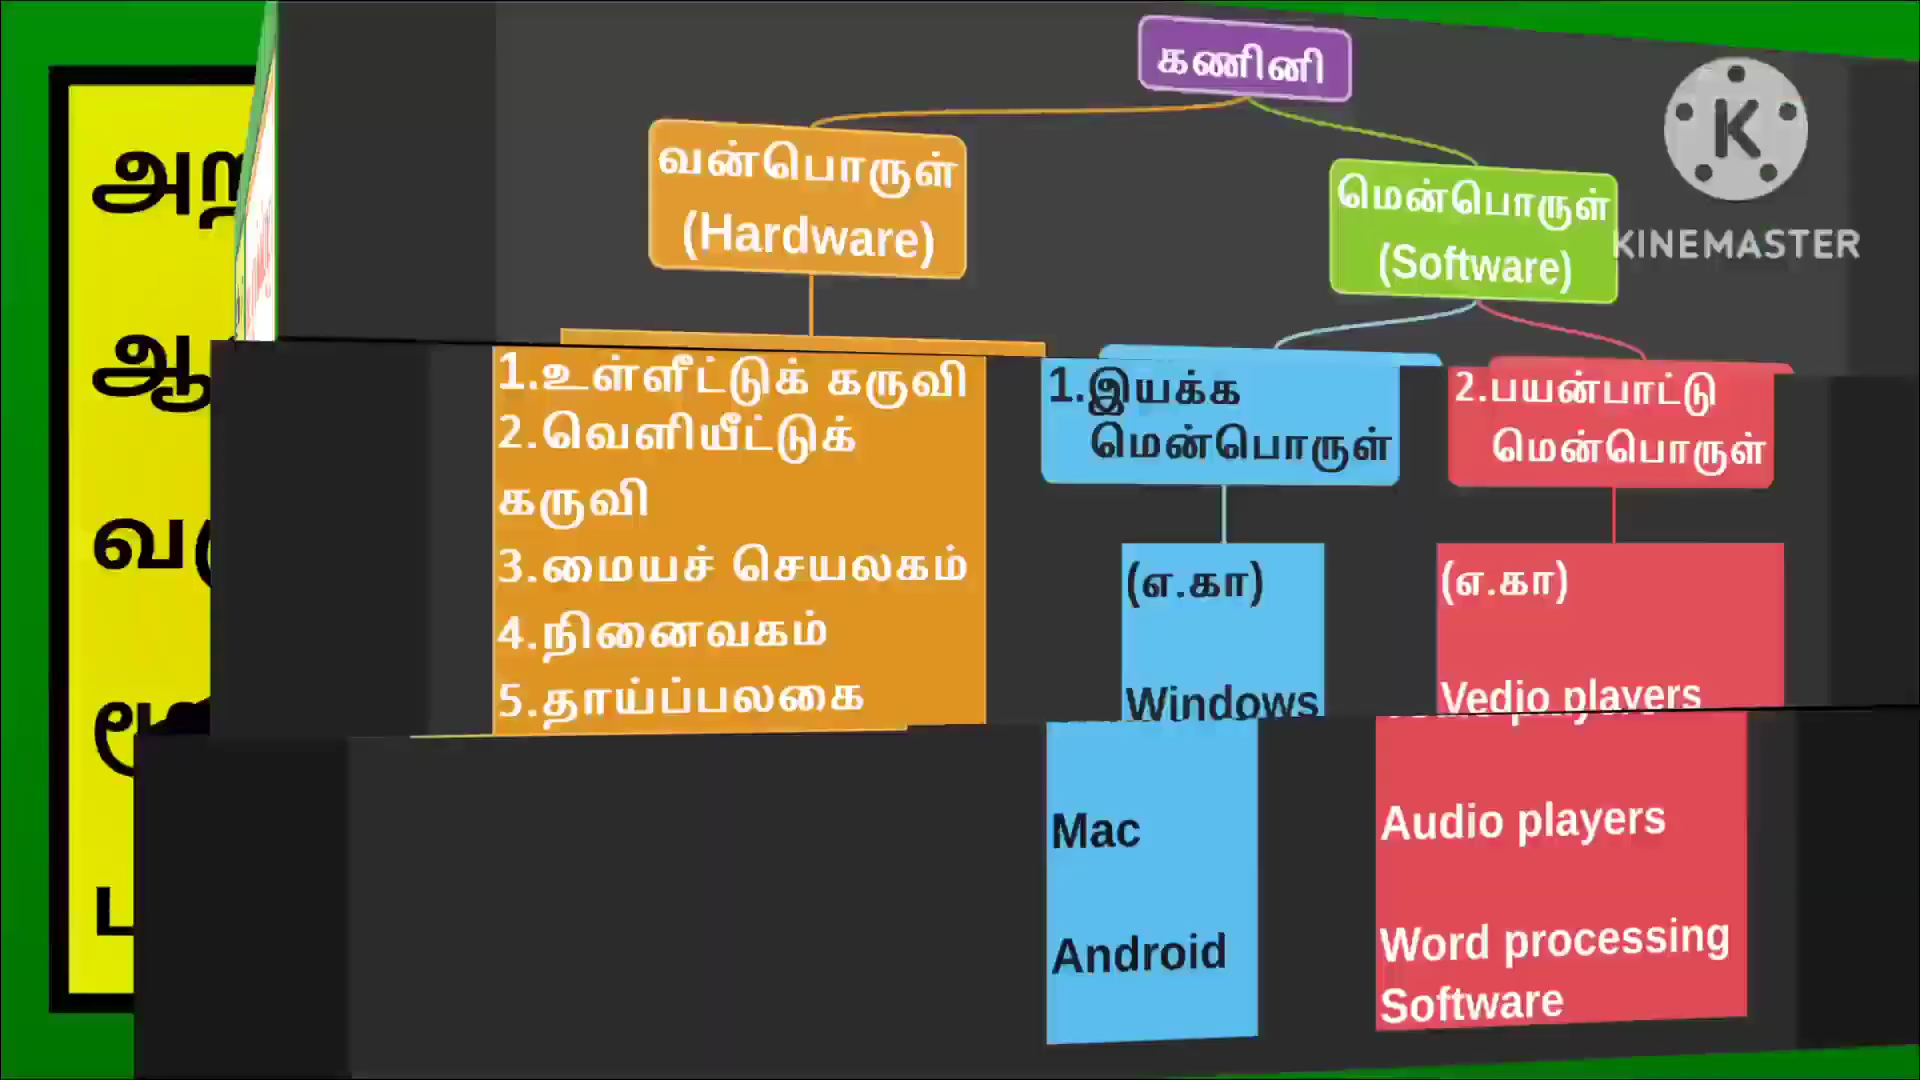 கணினி
வன்பொருள்
(Hardware)
மென்பொருள்
(Software)
KINEMASTER
1.உள்ளீட்டுக் கருவி
2.வெளியீட்டுக்
கருவி
3.மையச் செயலகம்
4.நினைவகம்
5.தாய்ப்பலகை
1.இயக்க
மென்பொருள்
(எ.கா)
Windows
Mac
Android
2.பயன்பாட்டு
மென்பொருள்
(எ.கா)
Vedio players
Audio players
Word processing
Software